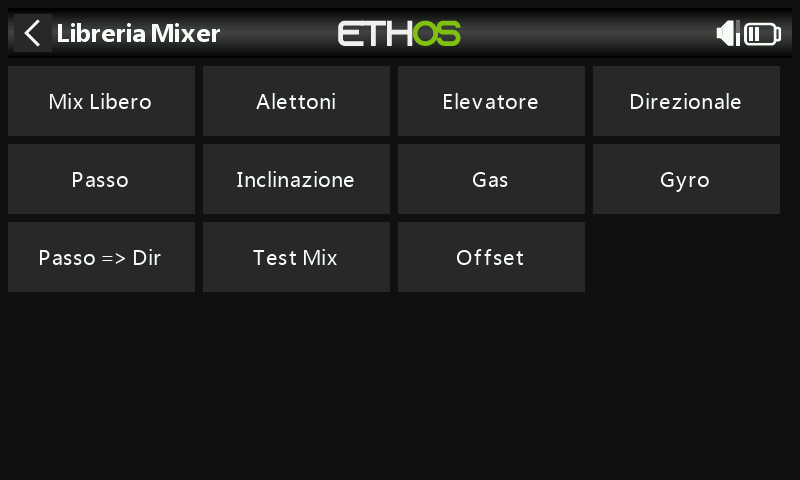 Libreria Mixer
ETHOS
Mix Libero
Alettoni
Elevatore
Direzionale
Passo
Inclinazione
Gas
Gyro
Passo => Dir
Test Mix
Offset